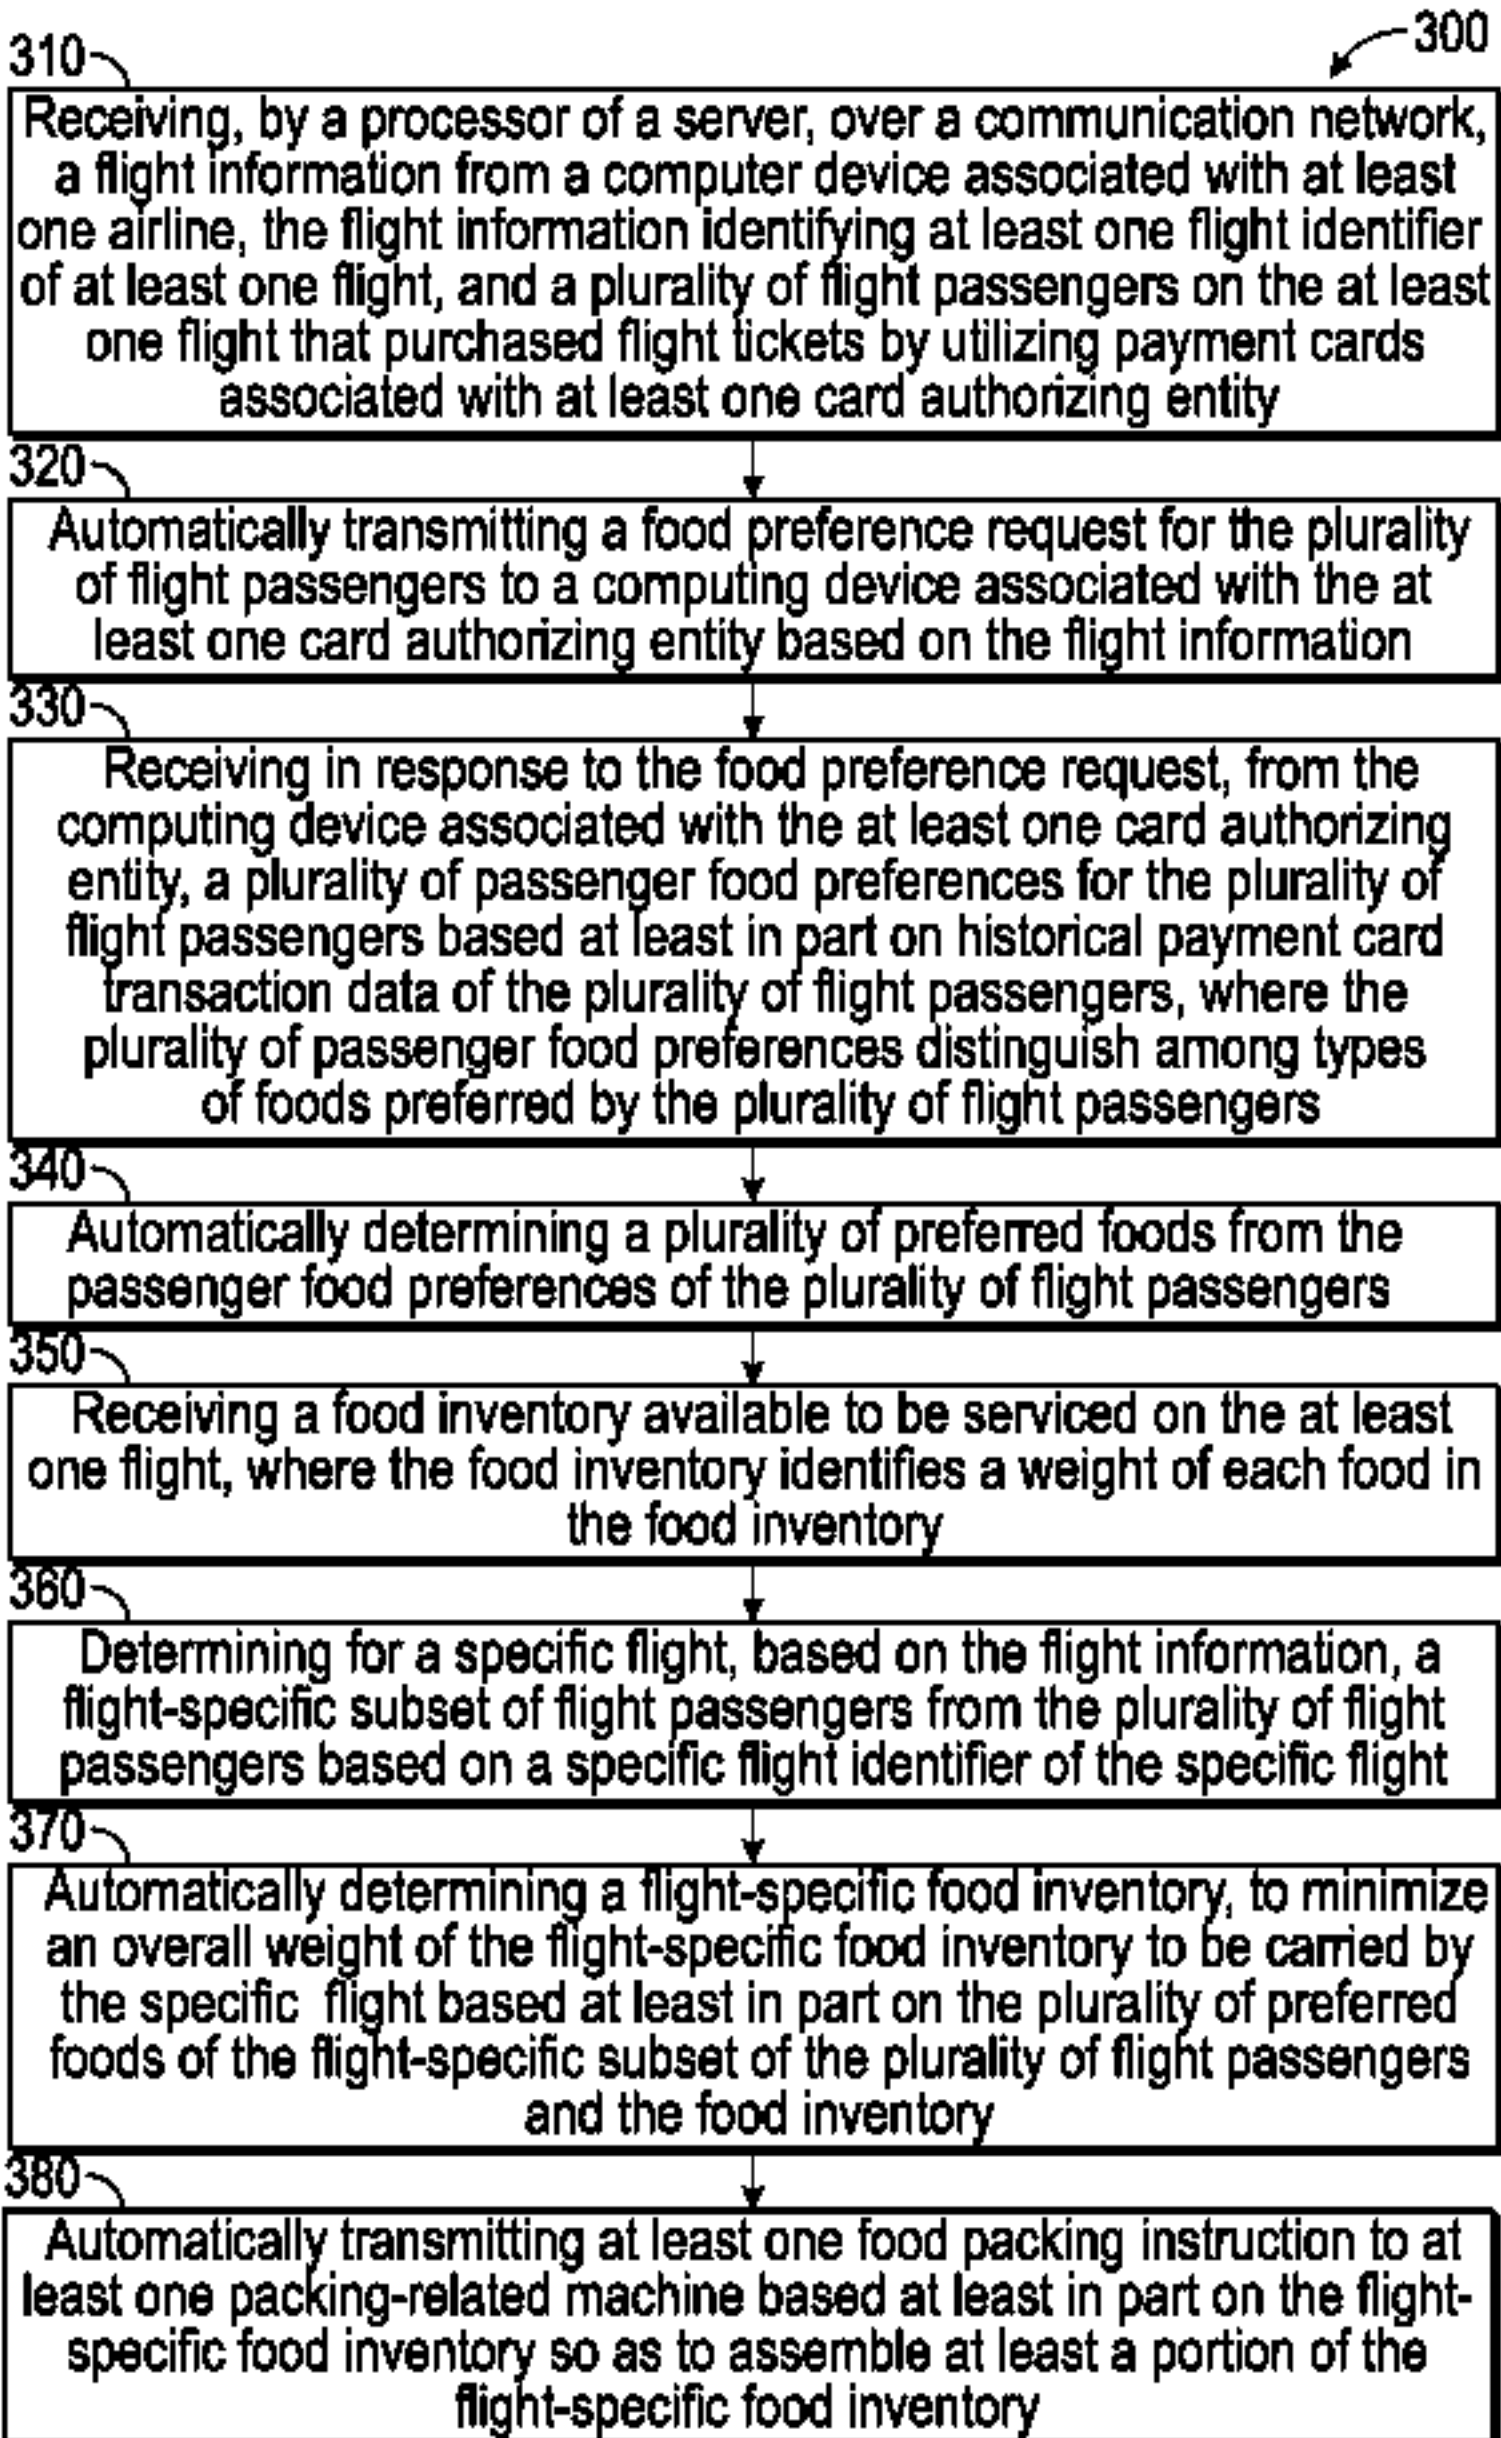 300
310
Receiving, by a processor of a server, over a communication network,
a flight information from a computer device associated with at least
one airline, the flight information identifying at least one flight identifier
of at least one flight, and a plurality of flight passengers on the at least
one flight that purchased flight tickets by utilizing payment cards
associated with at least one card authorizing entity
320
Automatically transmitting a food preference request for the plurality
of flight passengers to a computing device associated with the at
least one card authorizing entity based on the flight information
330
Receiving in response to the food preference request, from the
computing device associated with the at least one card authorizing
entity, a plurality of passenger food preferences for the plurality of
flight passengers based at least in part on historical payment card
transaction data of the plurality of flight passengers, where the
plurality of passenger food preferences distinguish among types
of foods preferred by the plurality of flight passengers
340
Automatically determining a plurality of preferred foods from the
passenger food preferences of the plurality of flight passengers
350
Receiving a food inventory available to be serviced on the at least
one flight, where the food inventory identifies a weight of each food in
the food inventory
360
Determining for a specific flight, based on the flight information, a
flight-specific subset of flight passengers from the plurality of flight
passengers based on a specific flight identifier of the specific flight
370
Automatically determining a flight-specific food inventory, to minimize
an overall weight of the flight-specific food inventory to be carried by
the specific flight based at least in part on the plurality of preferred
foods of the flight-specific subset of the plurality of flight passengers
and the food inventory
380
Automatically transmitting at least one food packing instruction to at
least one packing-related machine based at least in part on the flight-
specific food inventory so as to assemble at least a portion of the
flight-specific food inventory